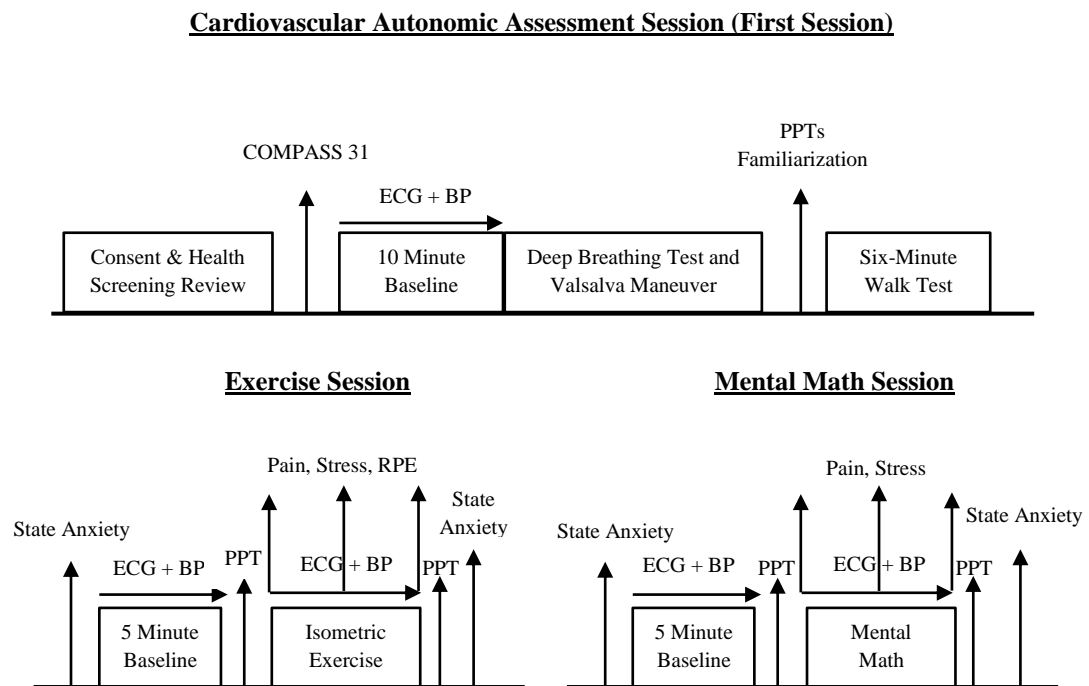 Cardiovascular Autonomic Assessment Session (First Session)
COMPASS 31
PPTs
Familiarization
ECG + BP
Consent & Health
Screening Review
10 Minute
Baseline
Deep Breathing Test and
Valsalva Maneuver
Six-Minute
Walk Test
Exercise Session
State Anxiety
ECG + BP
PPT
Pain, Stress, RPE
ECG + BP
PPT
State
Anxiety
5 Minute
Baseline
Isometric
Exercise
Mental Math Session
State Anxiety
ECG + BP
PPT
Pain, Stress
ECG + BP
PPT
State Anxiety
5 Minute
Baseline
Mental
Math